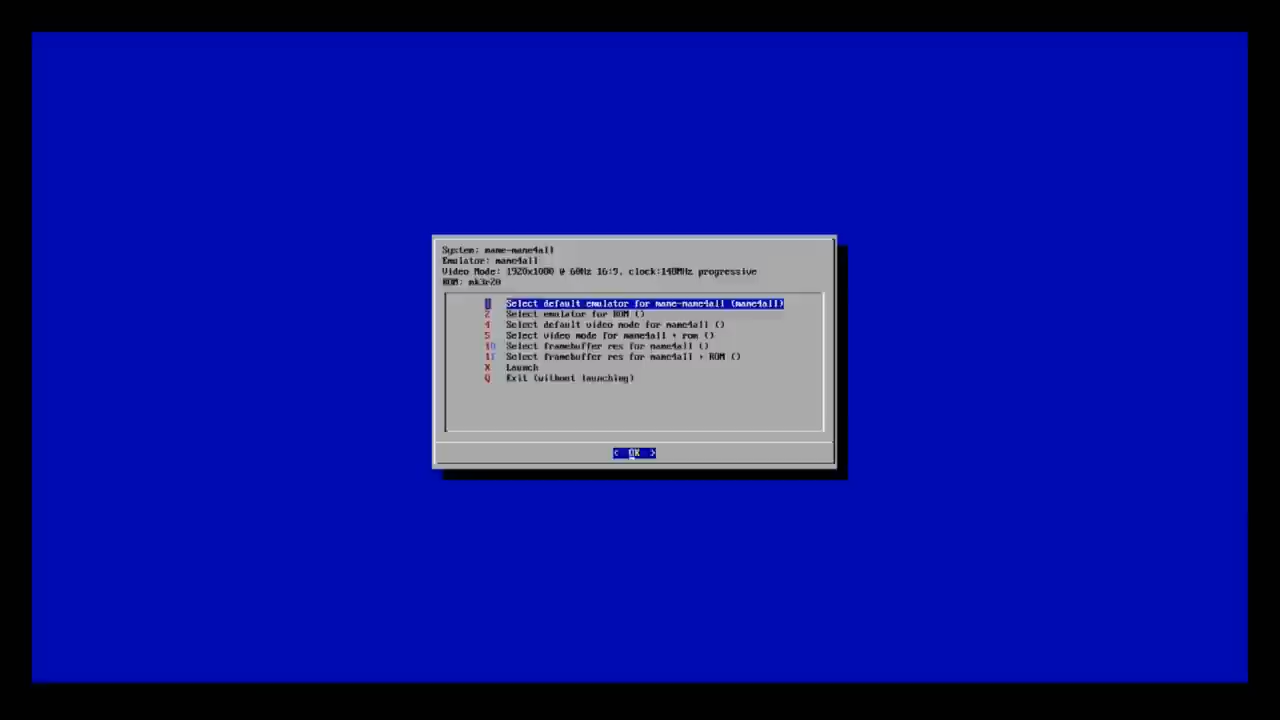 System: mame-mame4all
Emulator: mame4all
Video Mode: 1920x1080 @ 60Hz 16:9, clock:148MHz progressive
ROM: mk3r20
1 Select default emulator for mame-mame4all (mame4all)
2 Select emulator for ROM ()
4 Select default video mode for mame4all ()
5 Select video mode for mame4all + rom ()
10 Select framebuffer res for mame4all ()
11 Select framebuffer res for mame4all + ROM ()
X Launch
Q Exit (without launching)
< OK >